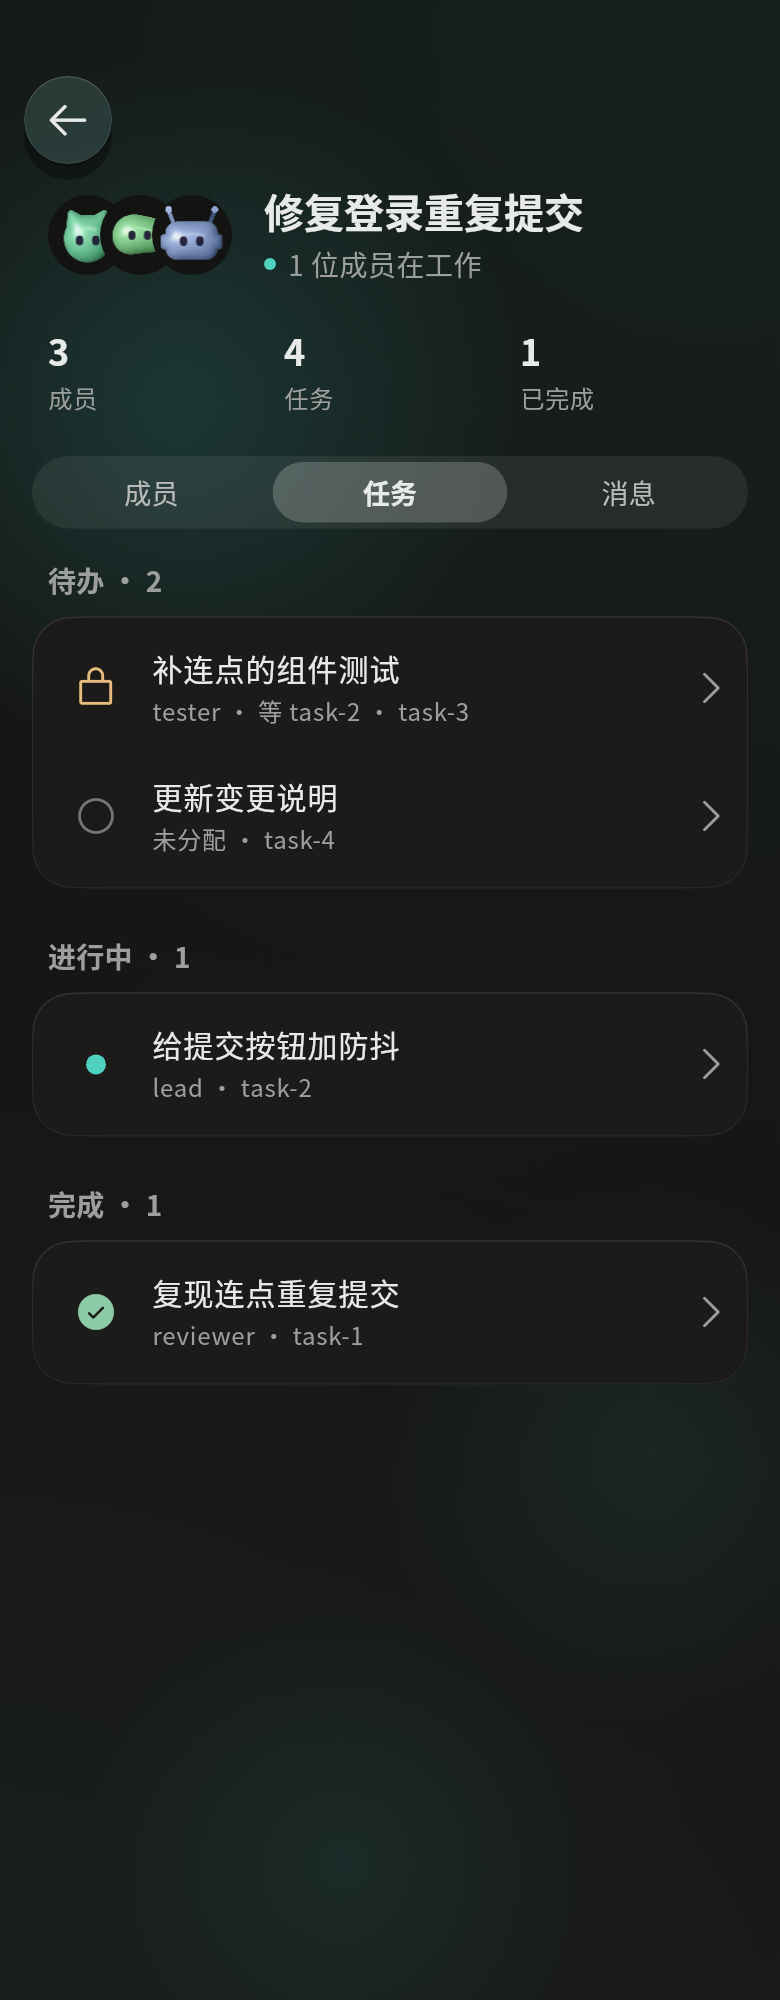 修复登录重复提交
1 位成员在工作
3
成员
4
任务
1
已完成
成员
任务
消息
待办 · 2
补连点的组件测试
tester · 等 task-2 · task-3
更新变更说明
未分配 · task-4
进行中 · 1
给提交按钮加防抖
lead · task-2
完成 · 1
复现连点重复提交
reviewer · task-1